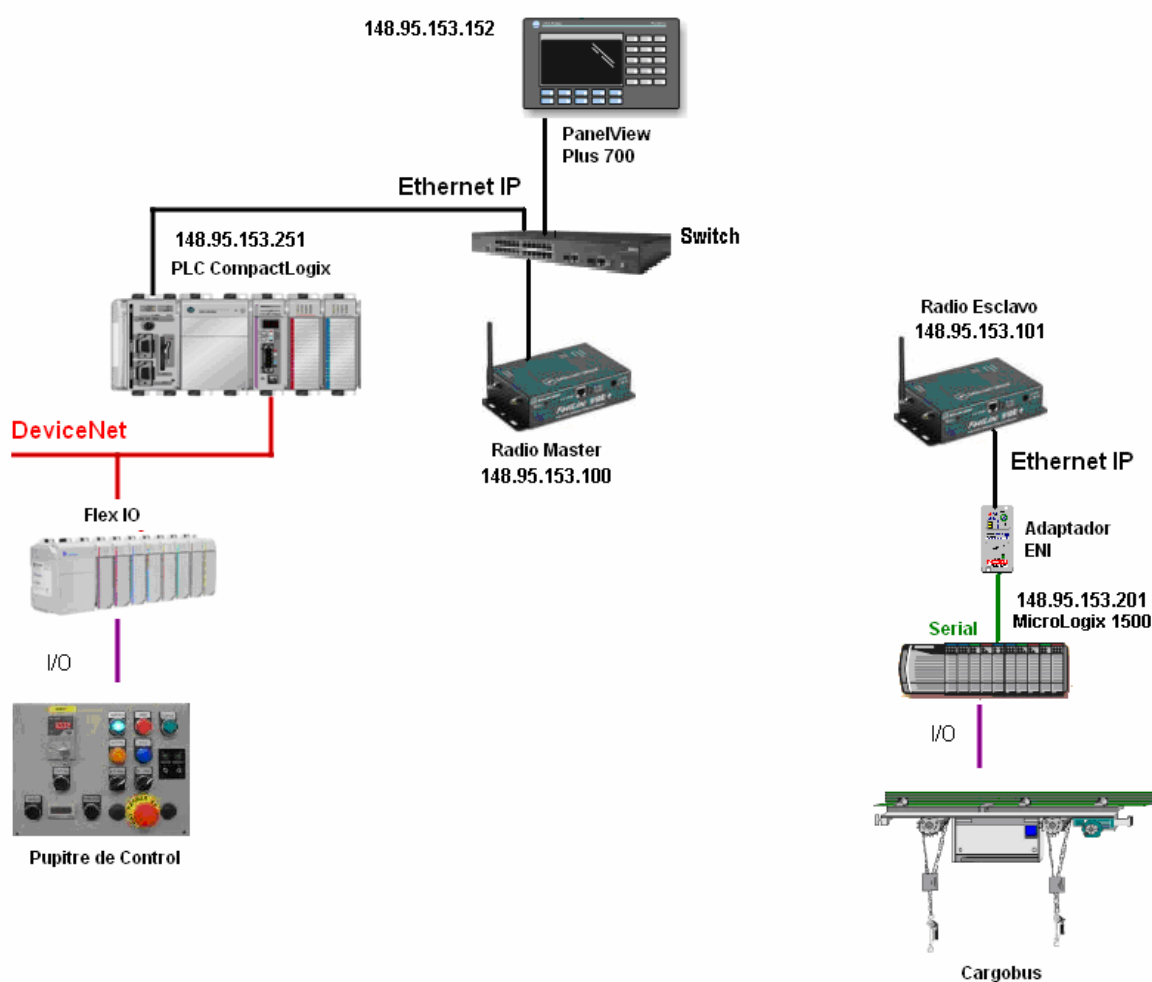 148.95.153.152
PanelView
Plus 700
Ethernet IP
Switch
148.95.153.251
PLC CompactLogix
Radio Esclavo
148.95.153.101
DeviceNet
Radio Master
148.95.153.100
Ethernet IP
Flex IO
Adaptador
ENI
148.95.153.201
MicroLogix 1500
Serial
I/O
I/O
Pupitre de Control
Cargobus